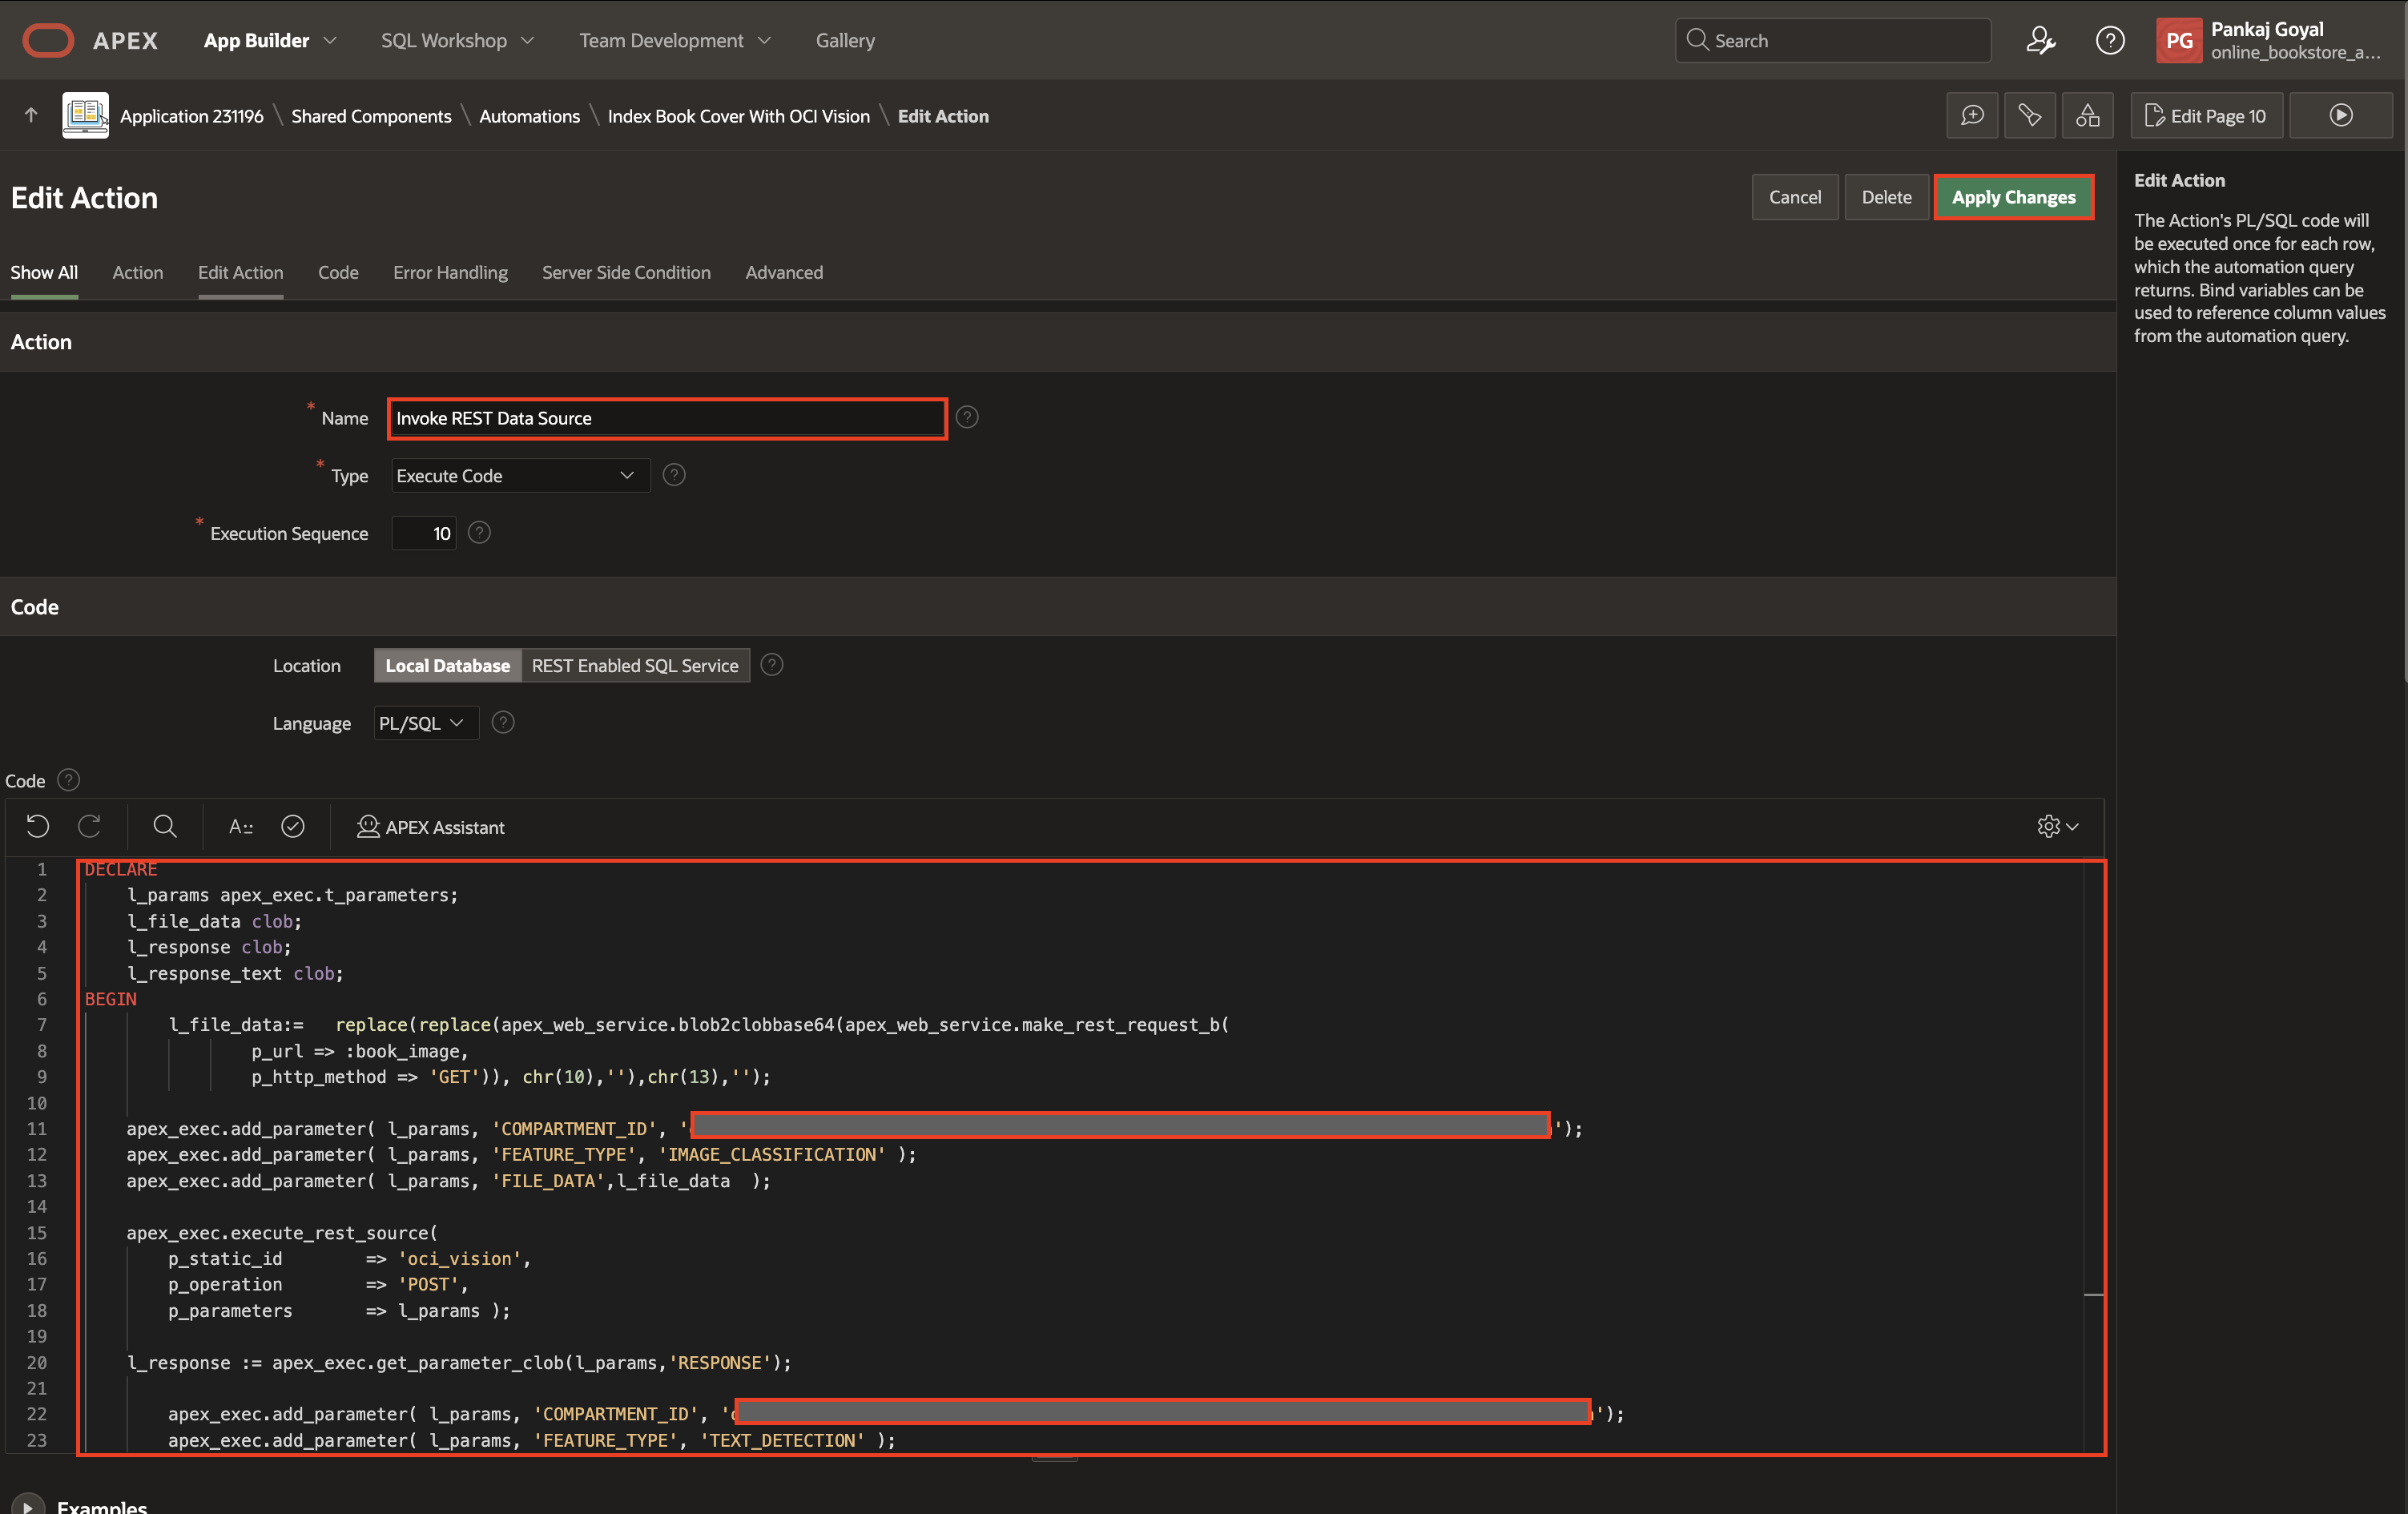 APEX App Builder SQL Workshop Team Development Gallery Search PG Pankaj Goyal
online_bookstore_a...
Application 231196 \ Shared Components \ Automations \ Index Book Cover With OCI Vision \ Edit Action Edit Page 10
Edit Action Cancel Delete Apply Changes
Show All Action Edit Action Code Error Handling Server Side Condition Advanced
Action
* Name Invoke REST Data Source
* Type Execute Code
* Execution Sequence 10
Code
Location Local Database REST Enabled SQL Service
Language PL/SQL
Code
APEX Assistant
1 DECLARE
2 l_params apex_exec.t_parameters;
3 l_file_data clob;
4 l_response clob;
5 l_response_text clob;
6 BEGIN
7 l_file_data:= replace(replace(apex_web_service.blob2clobbase64(apex_web_service.make_rest_request_b(
8 p_url => :book_image,
9 p_http_method => 'GET')), chr(10),''),chr(13),'');
10
11 apex_exec.add_parameter( l_params, 'COMPARTMENT_ID', ' ');
12 apex_exec.add_parameter( l_params, 'FEATURE_TYPE', 'IMAGE_CLASSIFICATION' );
13 apex_exec.add_parameter( l_params, 'FILE_DATA',l_file_data );
14
15 apex_exec.execute_rest_source(
16 p_static_id => 'oci_vision',
17 p_operation => 'POST',
18 p_parameters => l_params );
19
20 l_response := apex_exec.get_parameter_clob(l_params,'RESPONSE');
21
22 apex_exec.add_parameter( l_params, 'COMPARTMENT_ID', ' ');
23 apex_exec.add_parameter( l_params, 'FEATURE_TYPE', 'TEXT_DETECTION' );
Examples
Edit Action
The Action's PL/SQL code will
be executed once for each row,
which the automation query
returns. Bind variables can be
used to reference column values
from the automation query.